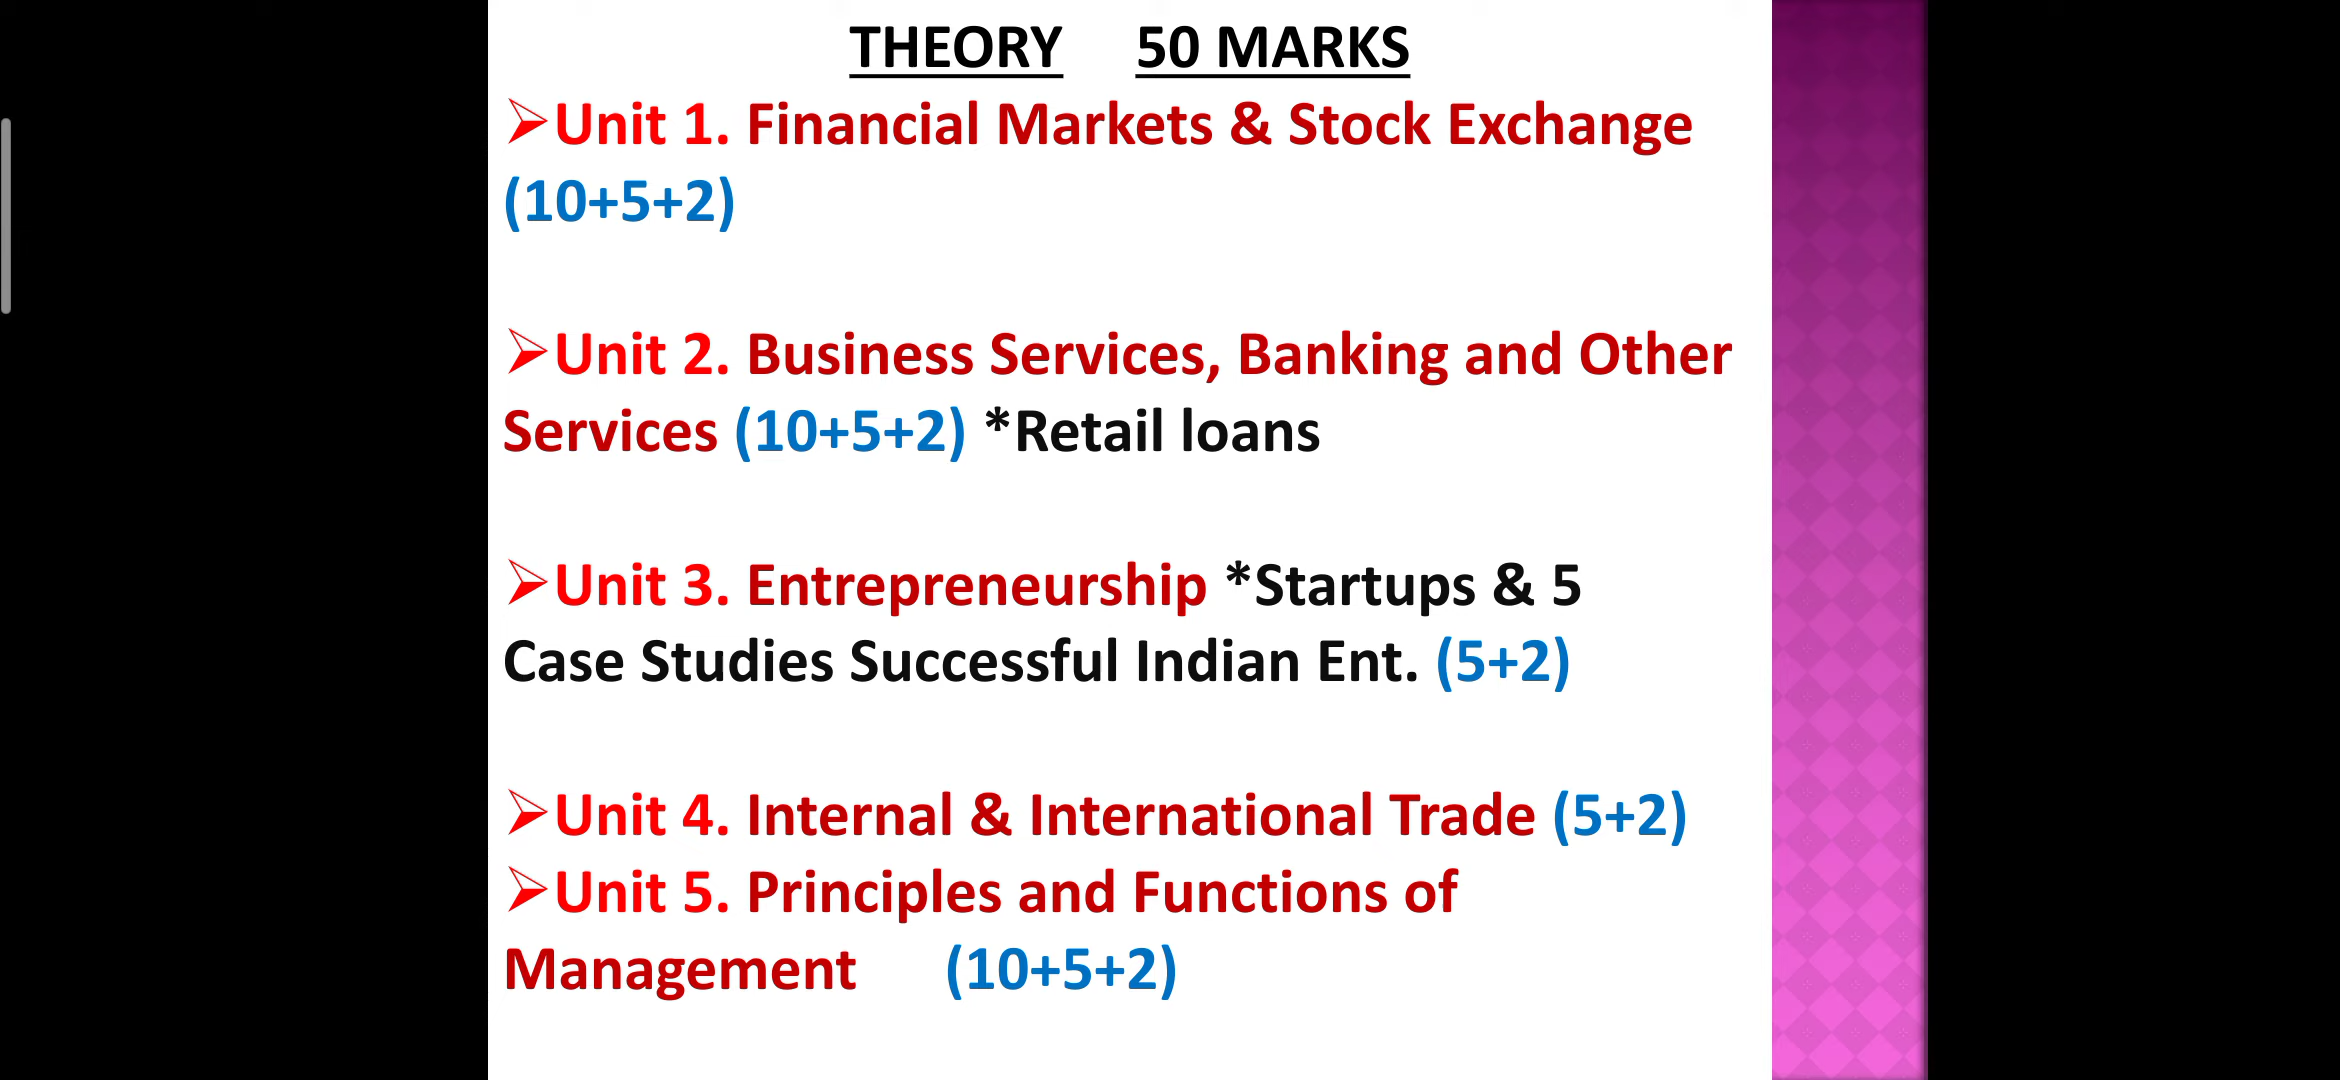 THEORY 50 MARKS
➢Unit 1. Financial Markets & Stock Exchange
(10+5+2)
➢Unit 2. Business Services, Banking and Other
Services (10+5+2) *Retail loans
➢Unit 3. Entrepreneurship *Startups & 5
Case Studies Successful Indian Ent. (5+2)
➢Unit 4. Internal & International Trade (5+2)
➢Unit 5. Principles and Functions of
Management (10+5+2)